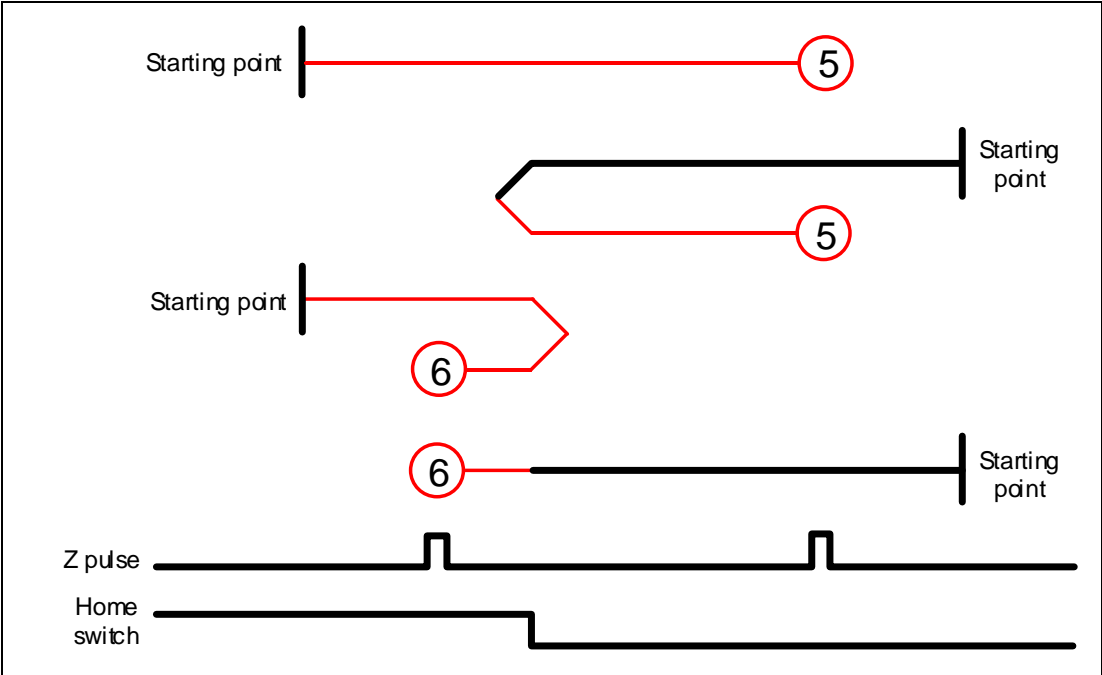 Starting point
5
Starting
point
5
Starting point
6
6
Starting
point
Z pulse
Home
switch